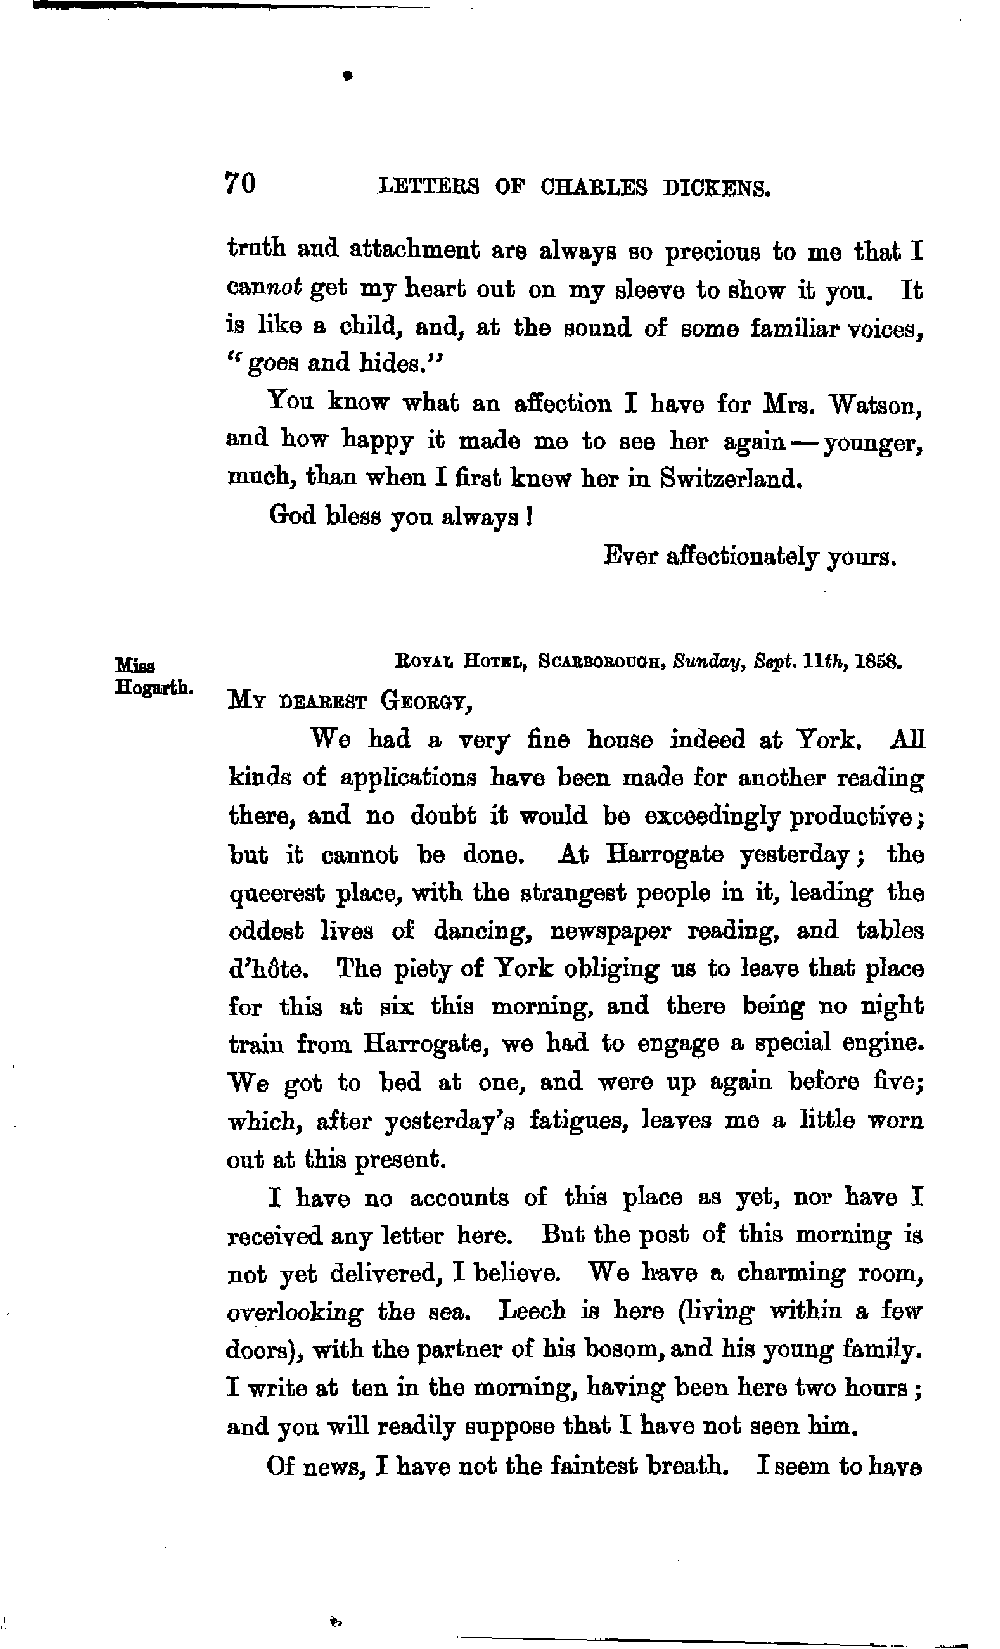 70 LETTERS OF CHARLES DICKENS.
truth and attachment are always so precious to me that I
cannot get my heart out on my sleeve to show it you. It
is like a child, and, at the sound of some familiar voices,
“goes and hides.”
You know what an affection I have for Mrs. Watson,
and how happy it made me to see her again—younger,
much, than when I first knew her in Switzerland.
God bless you always!
Ever affectionately yours.
Miss
Hogarth.
ROYAL HOTEL, SCARBOROUGH, Sunday, Sept. 11th, 1858.
MY DEAREST GEORGY,
We had a very fine house indeed at York. All
kinds of applications have been made for another reading
there, and no doubt it would be exceedingly productive;
but it cannot be done. At Harrogate yesterday; the
queerest place, with the strangest people in it, leading the
oddest lives of dancing, newspaper reading, and tables
d’hôte. The piety of York obliging us to leave that place
for this at six this morning, and there being no night
train from Harrogate, we had to engage a special engine.
We got to bed at one, and were up again before five;
which, after yesterday’s fatigues, leaves me a little worn
out at this present.
I have no accounts of this place as yet, nor have I
received any letter here. But the post of this morning is
not yet delivered, I believe. We have a charming room,
overlooking the sea. Leech is here (living within a few
doors), with the partner of his bosom, and his young family.
I write at ten in the morning, having been here two hours;
and you will readily suppose that I have not seen him.
Of news, I have not the faintest breath. I seem to have